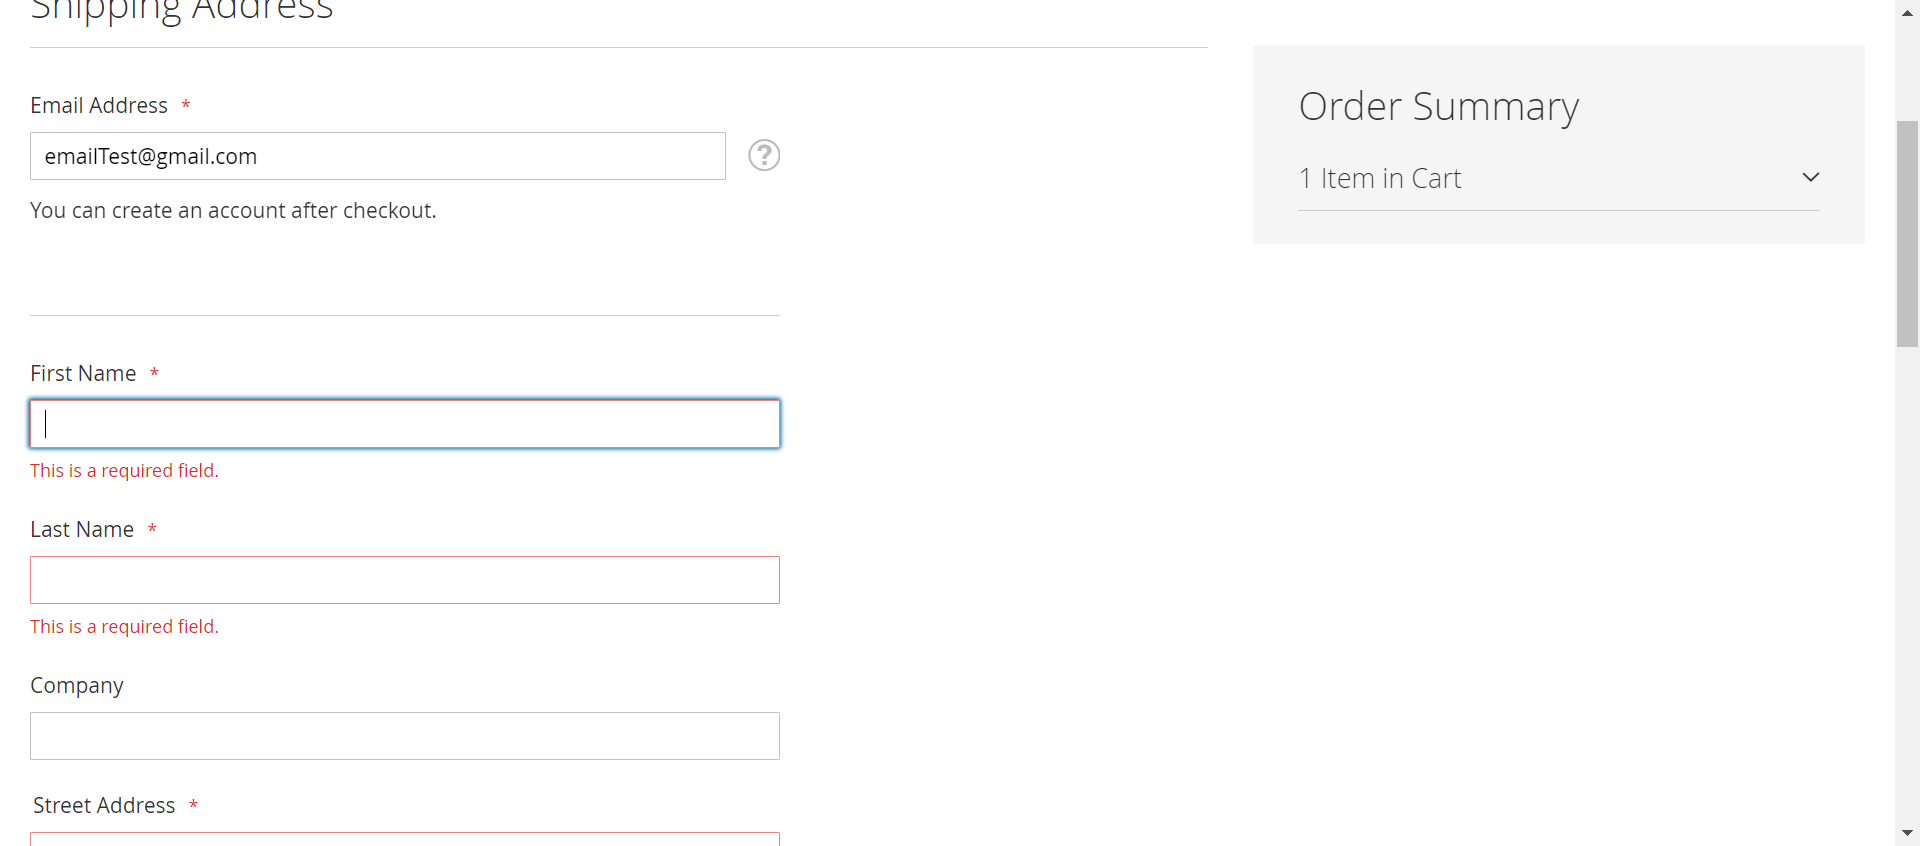 Shipping Address
Email Address *
emailTest@gmail.com
?
You can create an account after checkout.
First Name *
This is a required field.
Last Name *
This is a required field.
Company
Street Address *
Order Summary
1 Item in Cart